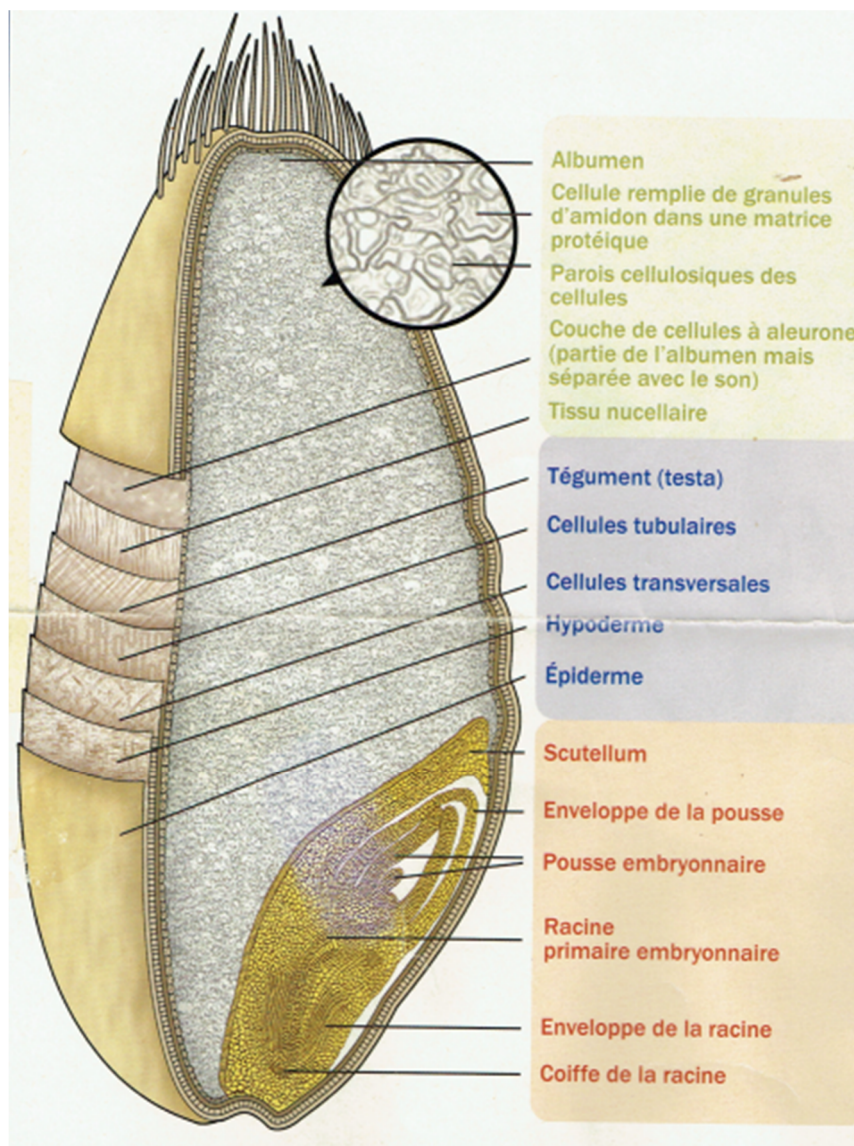 Albumen
Cellule remplie de granules
d'amidon dans une matrice
protéique
Parois cellulosiques des
cellules
Couche de cellules à aleurone
(partie de l'albumen mais
séparée avec le son)
Tissu nucellaire
Tégument (testa)
Cellules tubulaires
Cellules transversales
Hypoderme
Épiderme
Scutellum
Enveloppe de la pousse
Pousse embryonnaire
Racine
primaire embryonnaire
Enveloppe de la racine
Coiffe de la racine